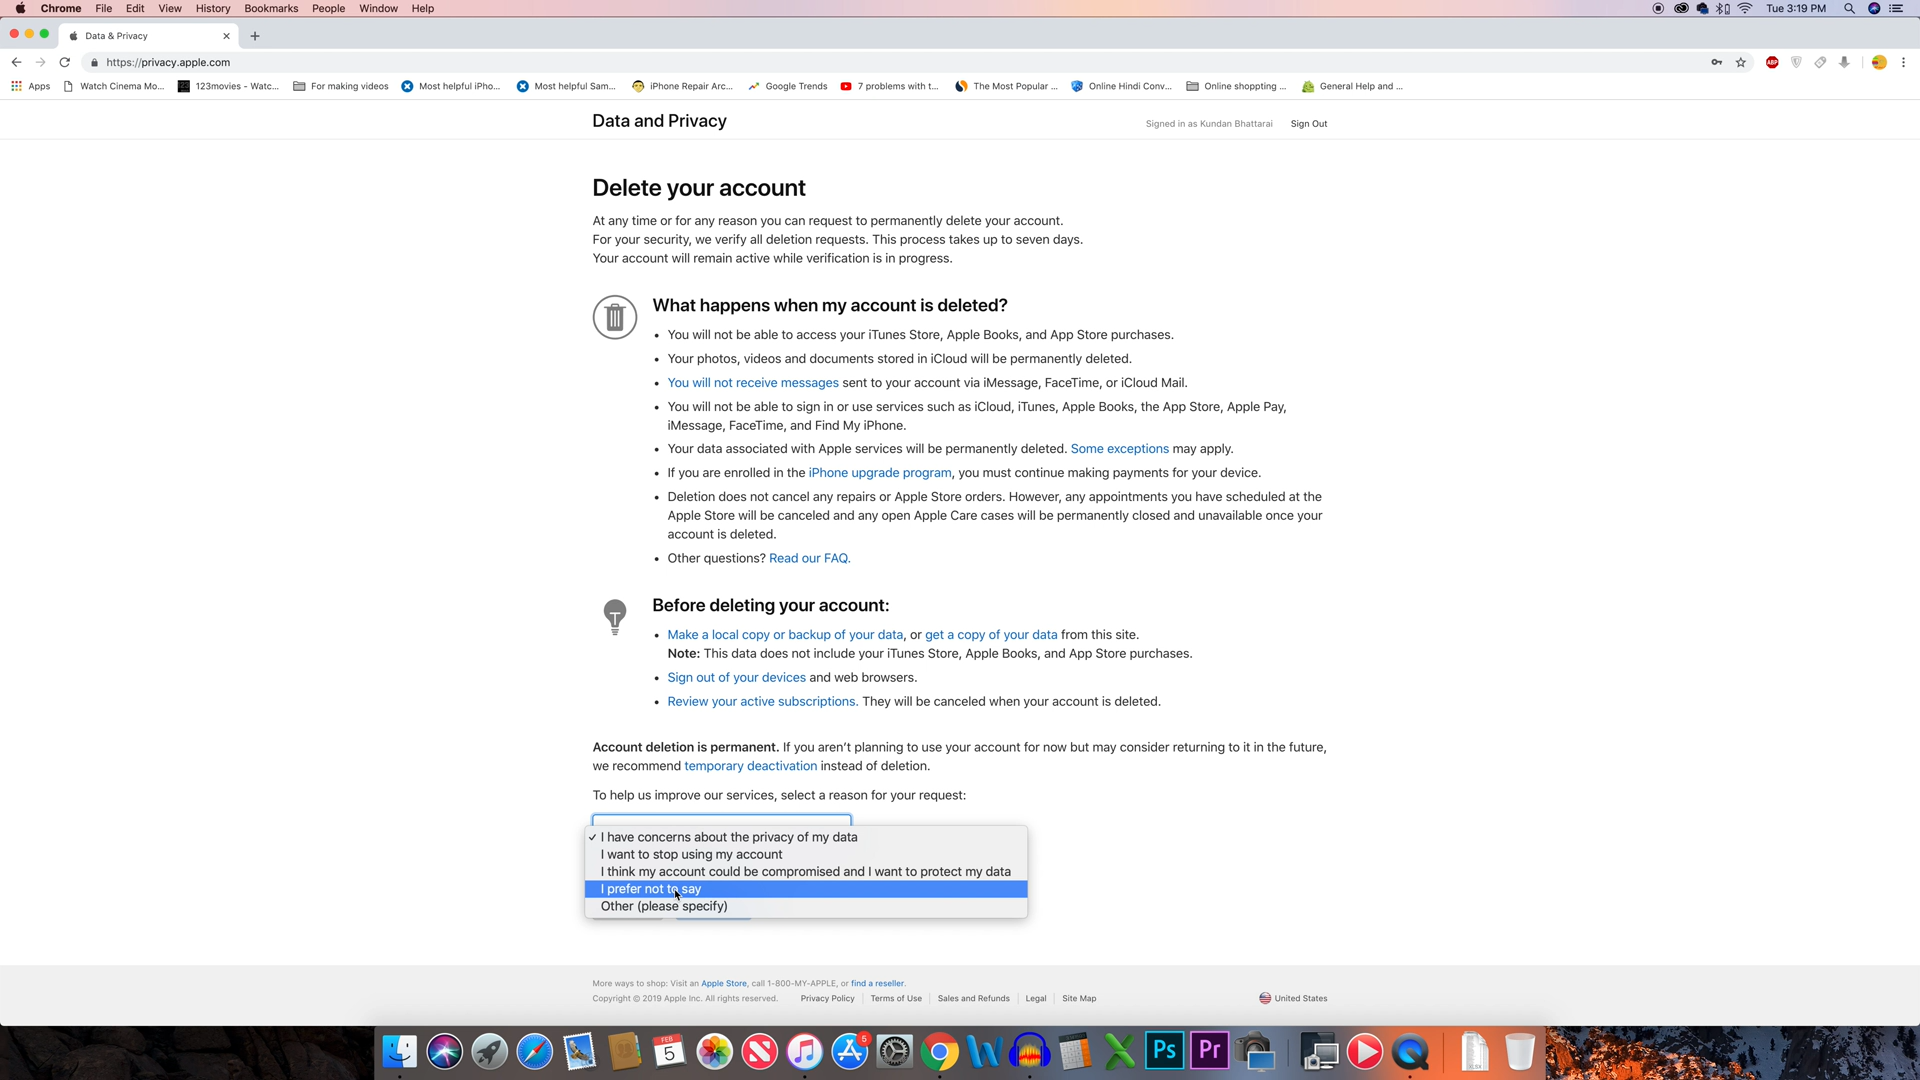 Chrome File Edit View History Bookmarks People Window Help Tue 3:19 PM
Data & Privacy
https://privacy.apple.com ABP
Apps Watch Cinema Mo... 123movies - Watc... For making videos Most helpful iPho... Most helpful Sam... iPhone Repair Arc... Google Trends 7 problems with t... The Most Popular ... Online Hindi Conv... Online shoppting ... General Help and ...
Data and Privacy Signed in as Kundan Bhattarai Sign Out
Delete your account
At any time or for any reason you can request to permanently delete your account.
For your security, we verify all deletion requests. This process takes up to seven days.
Your account will remain active while verification is in progress.
What happens when my account is deleted?
• You will not be able to access your iTunes Store, Apple Books, and App Store purchases.
• Your photos, videos and documents stored in iCloud will be permanently deleted.
• You will not receive messages sent to your account via iMessage, FaceTime, or iCloud Mail.
• You will not be able to sign in or use services such as iCloud, iTunes, Apple Books, the App Store, Apple Pay,
iMessage, FaceTime, and Find My iPhone.
• Your data associated with Apple services will be permanently deleted. Some exceptions may apply.
• If you are enrolled in the iPhone upgrade program, you must continue making payments for your device.
• Deletion does not cancel any repairs or Apple Store orders. However, any appointments you have scheduled at the
Apple Store will be canceled and any open Apple Care cases will be permanently closed and unavailable once your
account is deleted.
• Other questions? Read our FAQ.
Before deleting your account:
• Make a local copy or backup of your data, or get a copy of your data from this site.
Note: This data does not include your iTunes Store, Apple Books, and App Store purchases.
• Sign out of your devices and web browsers.
• Review your active subscriptions. They will be canceled when your account is deleted.
Account deletion is permanent. If you aren't planning to use your account for now but may consider returning to it in the future,
we recommend temporary deactivation instead of deletion.
To help us improve our services, select a reason for your request:
✓ I have concerns about the privacy of my data
I want to stop using my account
I think my account could be compromised and I want to protect my data
I prefer not to say
Other (please specify)
More ways to shop: Visit an Apple Store, call 1-800-MY-APPLE, or find a reseller.
Copyright © 2019 Apple Inc. All rights reserved. Privacy Policy Terms of Use Sales and Refunds Legal Site Map United States
FEB
5
5
Ps
Pr